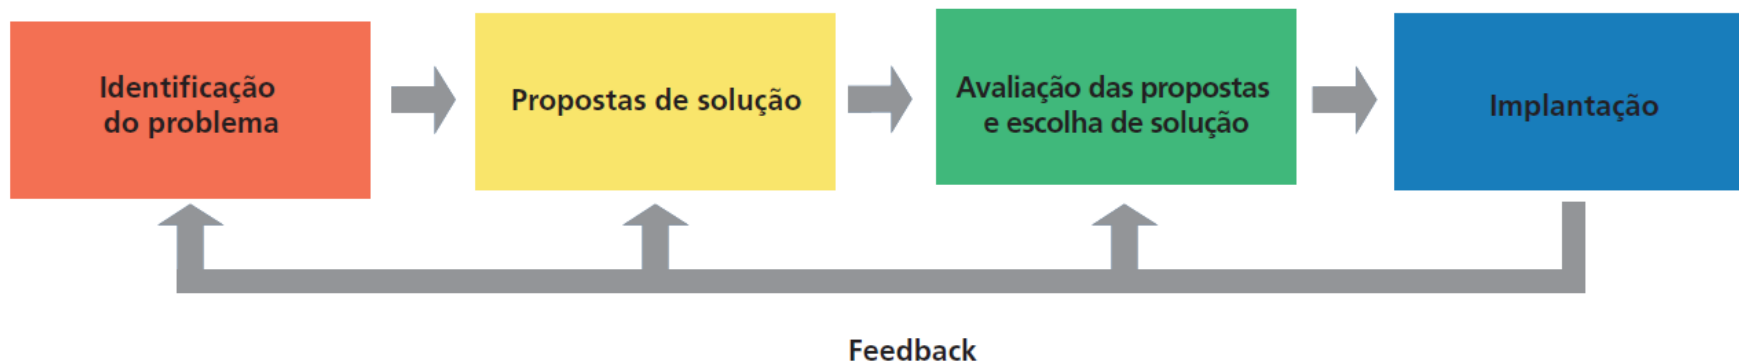 Identificação
do problema
Propostas de solução
Avaliação das propostas
e escolha de solução
Implantação
Feedback